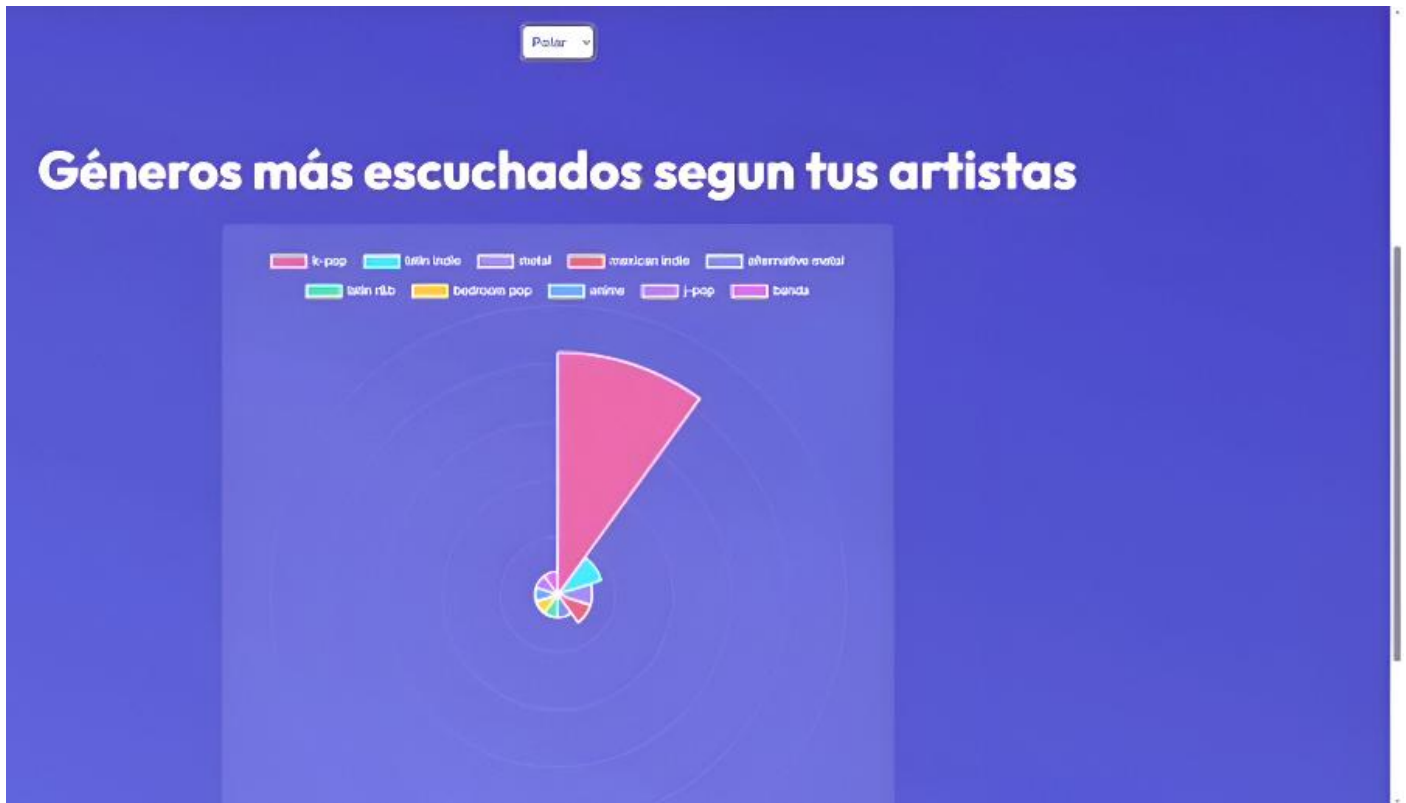 Polar
Géneros más escuchados segun tus artistas
k-pop latin indie metal mexican indie alternative metal
latin r&b bedroom pop anime j-pop banda